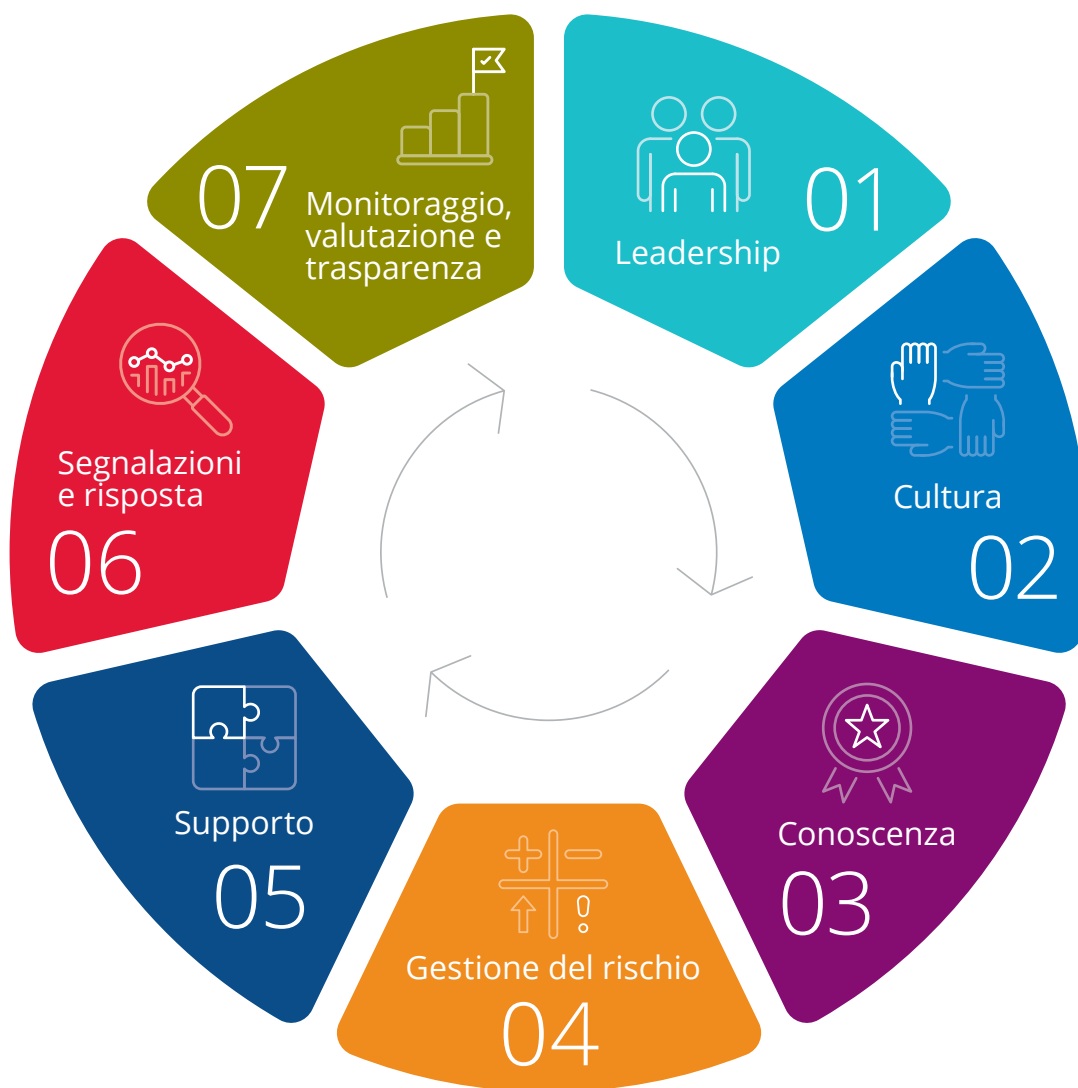 01
Leadership
02
Cultura
03
Conoscenza
04
Gestione del rischio
05
Supporto
06
Segnalazioni
e risposta
07
Monitoraggio,
valutazione e
trasparenza